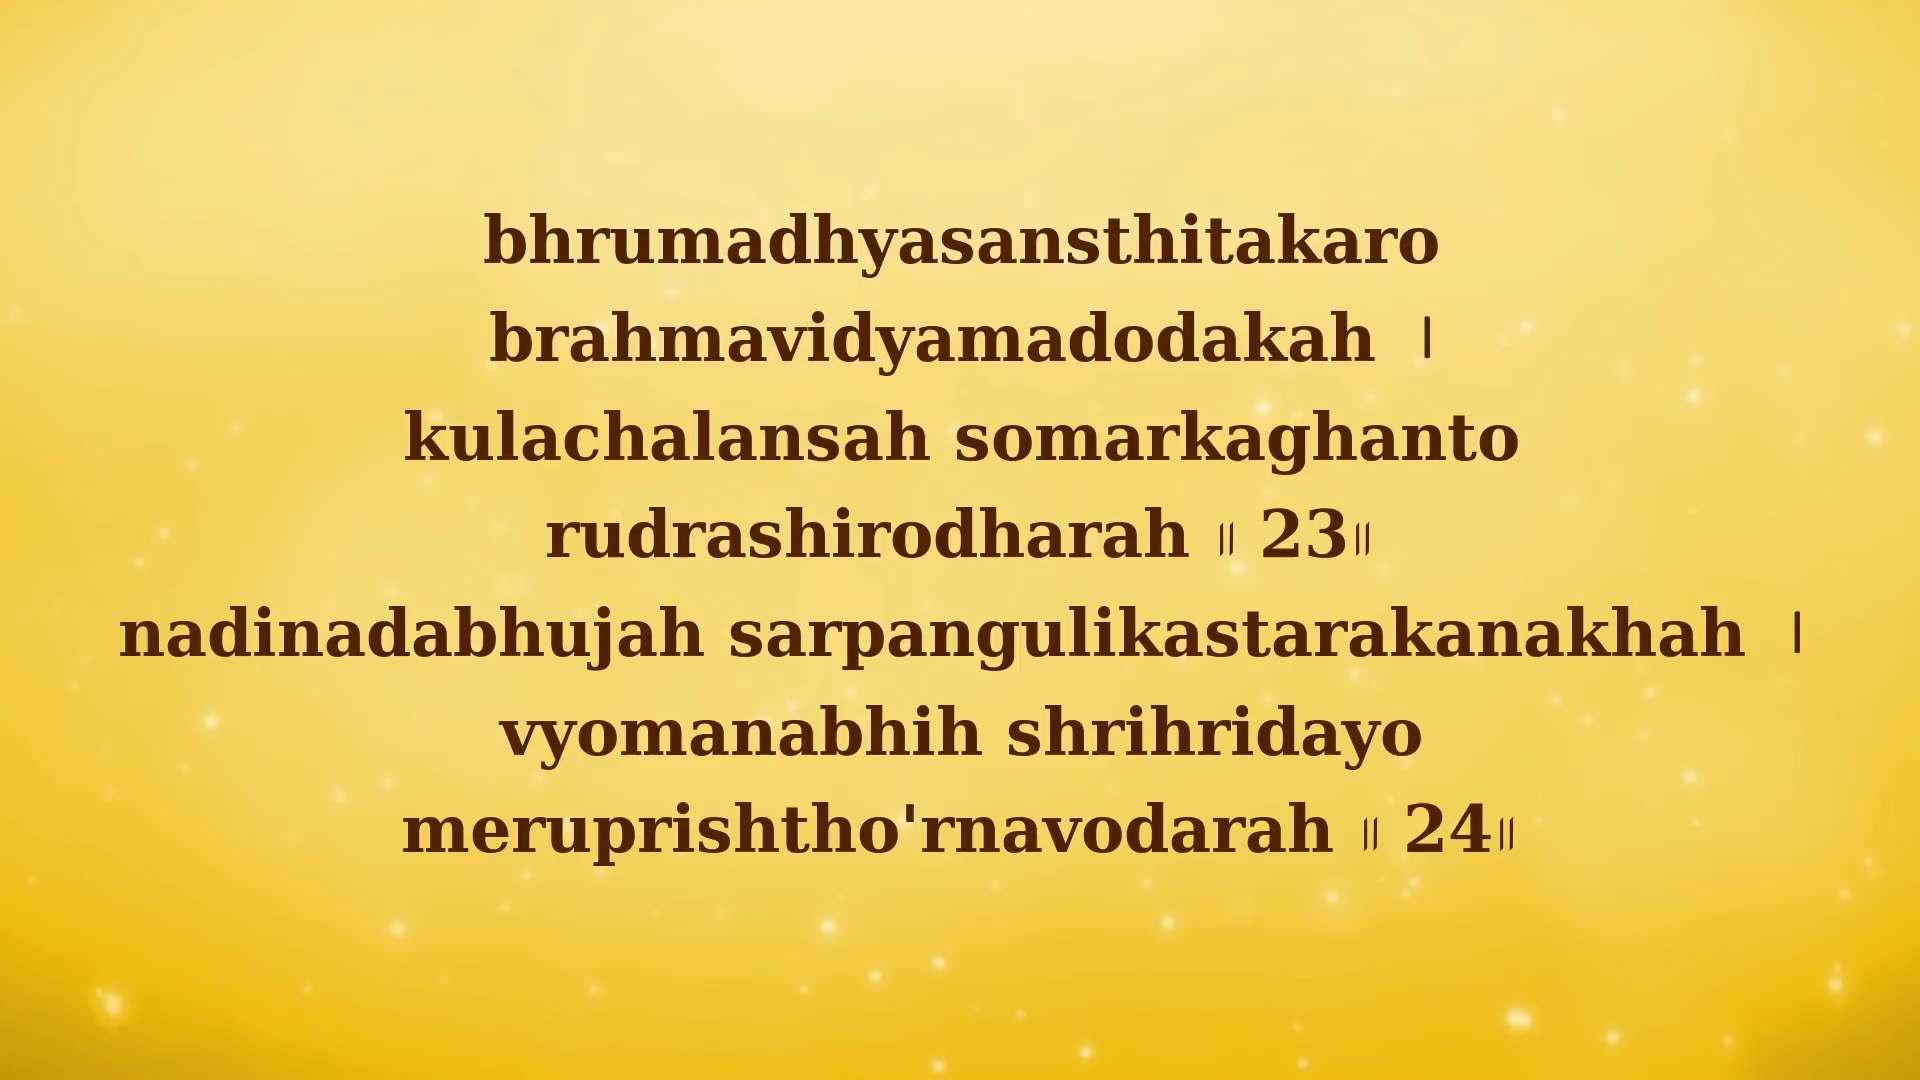 bhrumadhyasansthitakaro
brahmavidyamadodakah ।
kulachalansah somarkaghanto
rudrashirodharah ॥ 23॥
nadinadabhujah sarpangulikastarakanakhah ।
vyomanabhih shrihridayo
meruprishtho'rnavodarah ॥ 24॥